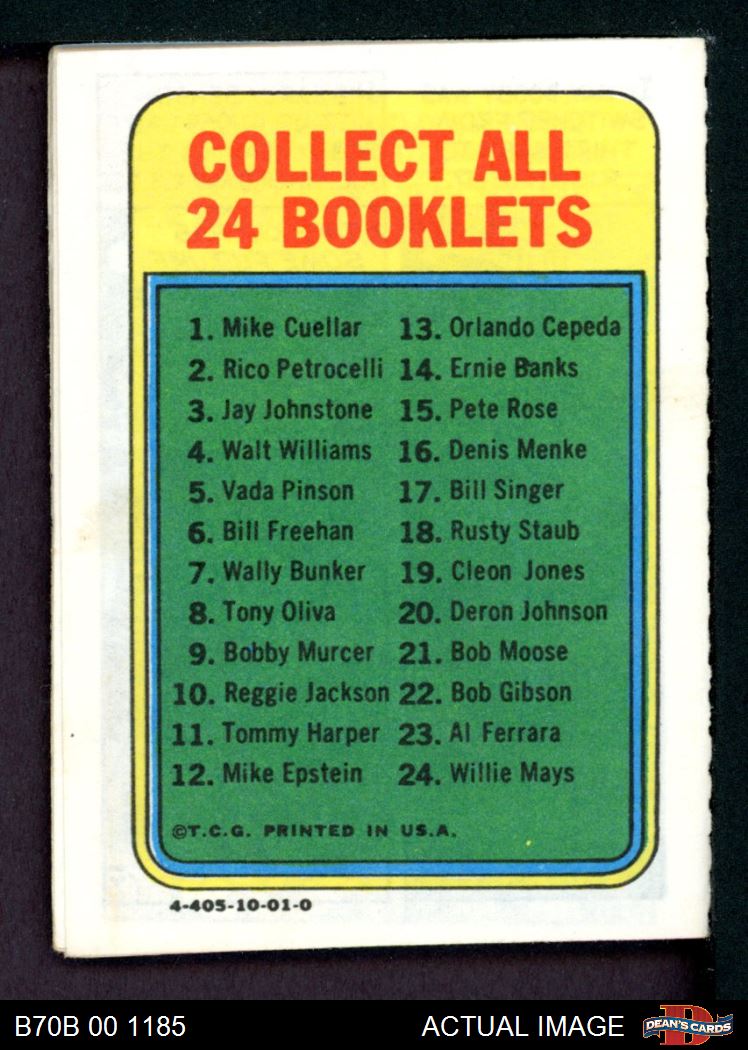 COLLECT ALL
24 BOOKLETS
1. Mike Cuellar
2. Rico Petrocelli
3. Jay Johnstone
4. Walt Williams
5. Vada Pinson
6. Bill Freehan
7. Wally Bunker
8. Tony Oliva
9. Bobby Murcer
10. Reggie Jackson
11. Tommy Harper
12. Mike Epstein
13. Orlando Cepeda
14. Ernie Banks
15. Pete Rose
16. Denis Menke
17. Bill Singer
18. Rusty Staub
19. Cleon Jones
20. Deron Johnson
21. Bob Moose
22. Bob Gibson
23. Al Ferrara
24. Willie Mays
©T.C.G. PRINTED IN U.S.A.
4-405-10-01-0
B70B 00 1185
ACTUAL IMAGE
DEAN'S CARDS